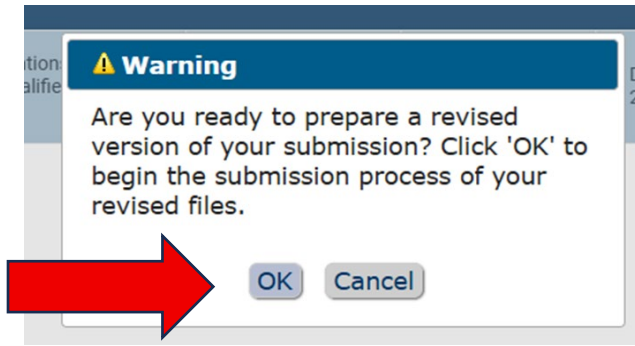 Warning
Are you ready to prepare a revised
version of your submission? Click 'OK' to
begin the submission process of your
revised files.
OK Cancel